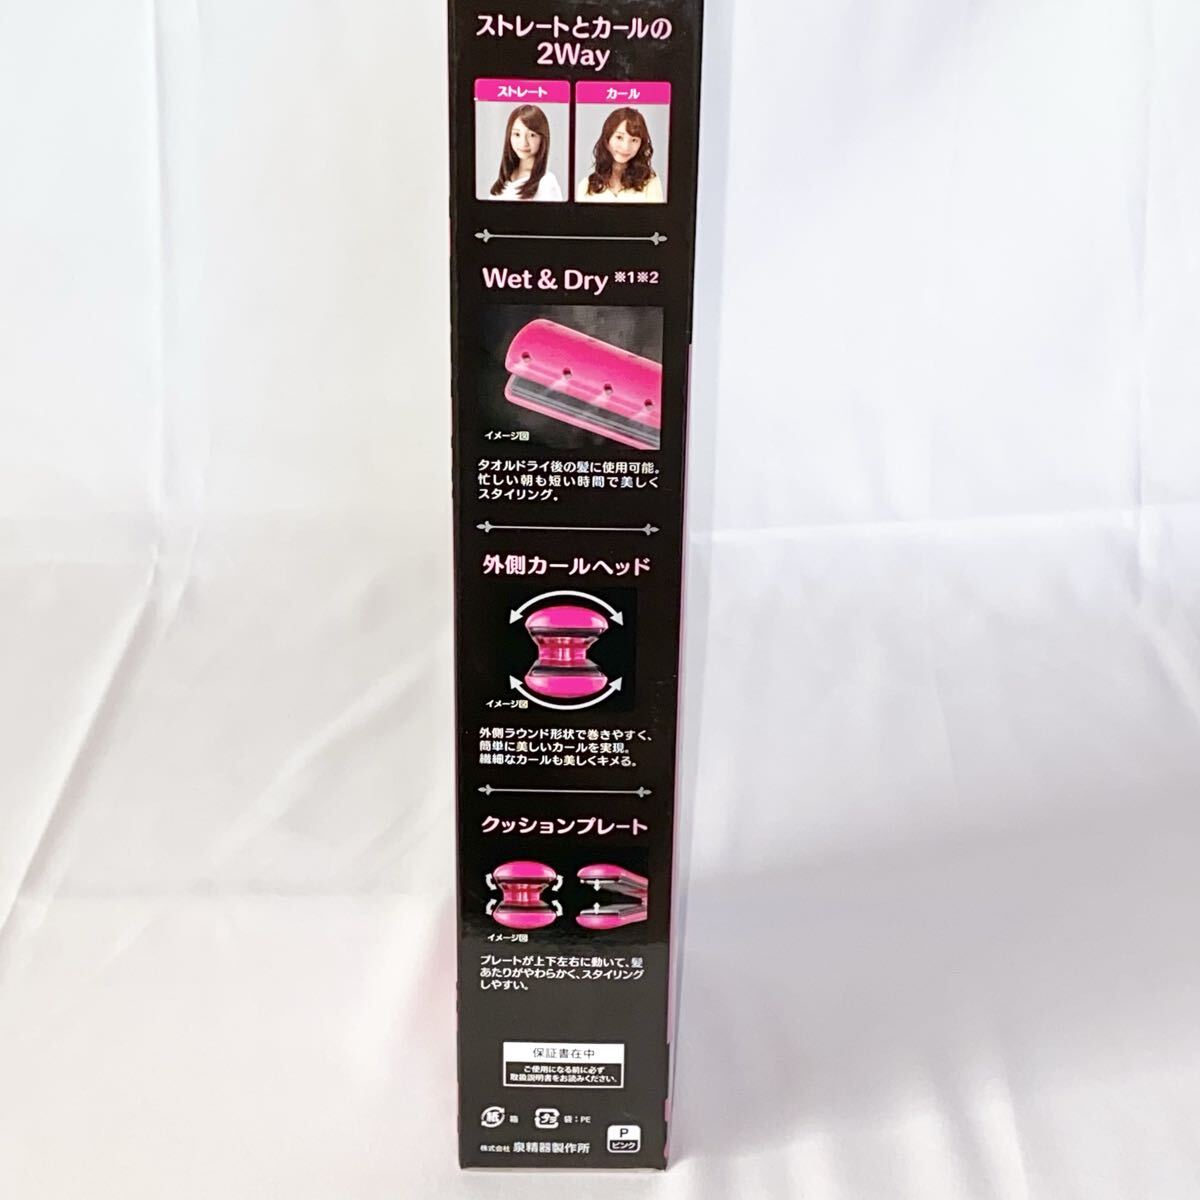 ストレートとカールの
2Way
ストレート
カール
Wet & Dry ※1※2
イメージ図
タオルドライ後の髪に使用可能。
忙しい朝も短い時間で美しく
スタイリング。
外側カールヘッド
イメージ図
外側ラウンド形状で巻きやすく、
簡単に美しいカールを実現。
繊細なカールも美しくキメる。
クッションプレート
イメージ図
プレートが上下左右に動いて、髪
あたりがやわらかく、スタイリング
しやすい。
保証書在中
ご使用になる前に必ず
取扱説明書をお読みください。
紙 箱 プラ 袋：PE
P
ピンク
株式会社 泉精器製作所